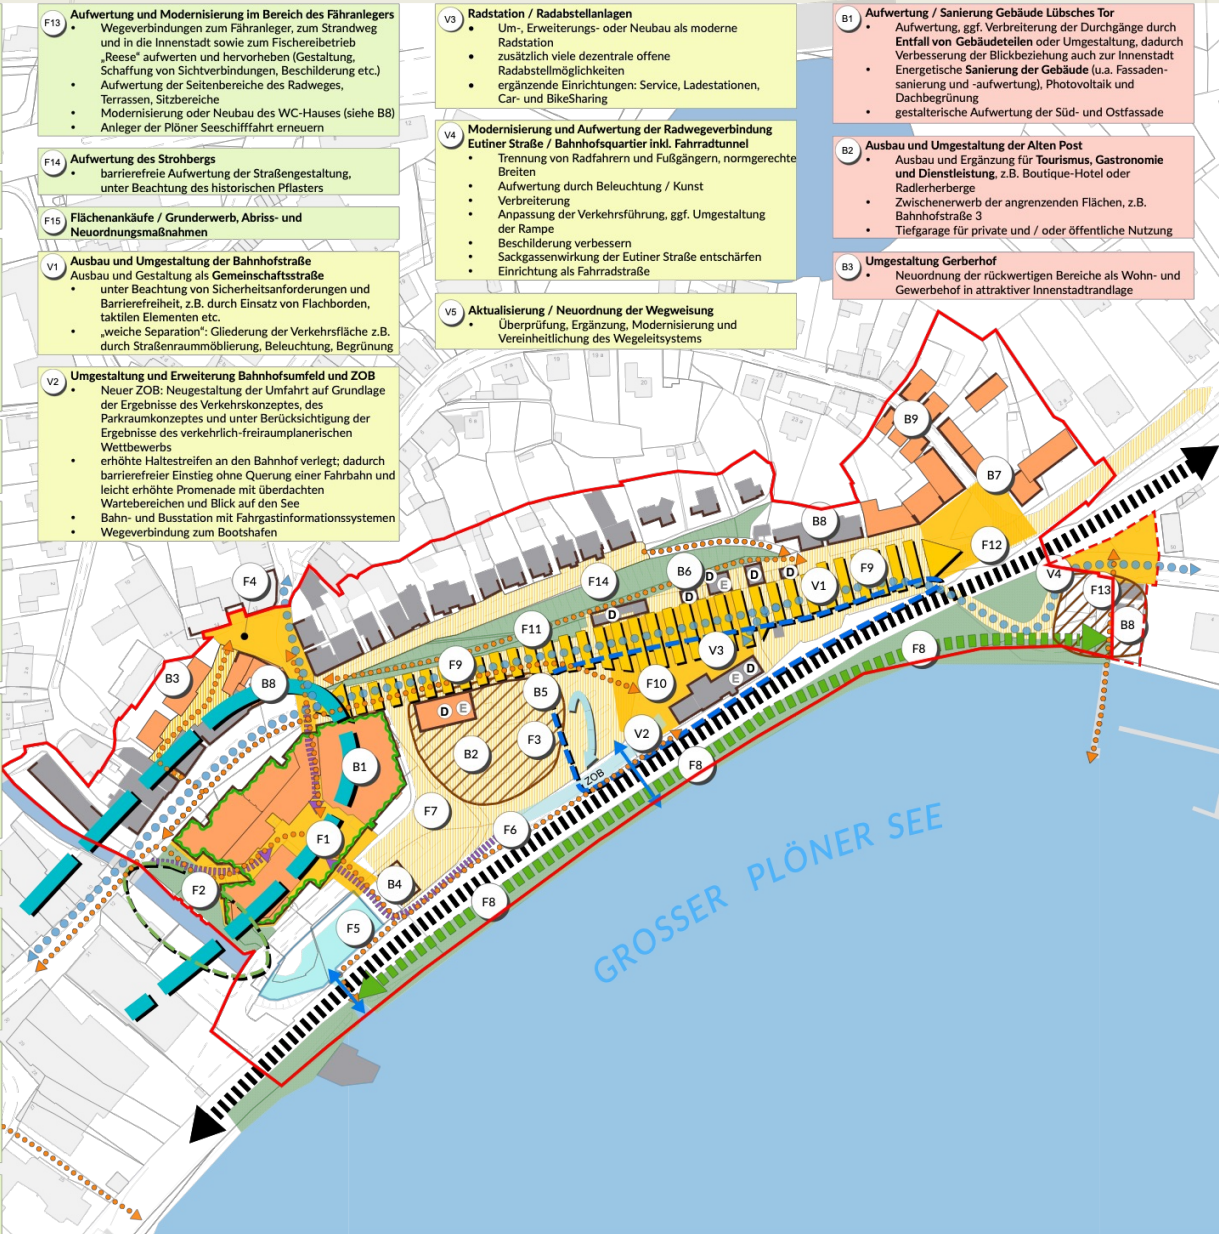 F13 Aufwertung und Modernisierung im Bereich des Fähranlegers
• Wegeverbindungen zum Fähranleger, zum Strandweg
und in die Innenstadt sowie zum Fischereibetrieb
„Reese“ aufwerten und hervorheben (Gestaltung,
Schaffung von Sichtverbindungen, Beschilderung etc.)
• Aufwertung der Seitenbereiche des Radweges,
Terrassen, Sitzbereiche
• Modernisierung oder Neubau des WC-Hauses (siehe B8)
• Anleger der Plöner Seeschifffahrt erneuern
F14 Aufwertung des Strohbergs
• barrierefreie Aufwertung der Straßengestaltung,
unter Beachtung des historischen Pflasters
F15 Flächenankäufe / Grunderwerb, Abriss- und
Neuordnungsmaßnahmen
V1 Ausbau und Umgestaltung der Bahnhofstraße
Ausbau und Gestaltung als Gemeinschaftsstraße
• unter Beachtung von Sicherheitsanforderungen und
Barrierefreiheit, z.B. durch Einsatz von Flachborden,
taktilen Elementen etc.
• „weiche Separation“: Gliederung der Verkehrsfläche z.B.
durch Straßenraummöblierung, Beleuchtung, Begrünung
V2 Umgestaltung und Erweiterung Bahnhofsumfeld und ZOB
• Neuer ZOB: Neugestaltung der Umfahrt auf Grundlage
der Ergebnisse des Verkehrskonzeptes, des
Parkraumkonzeptes und unter Berücksichtigung der
Ergebnisse des verkehrlich-freiraumplanerischen
Wettbewerbs
• erhöhte Haltestreifen an den Bahnhof verlegt; dadurch
barrierefreier Einstieg ohne Querung einer Fahrbahn und
leicht erhöhte Promenade mit überdachten
Wartebereichen und Blick auf den See
• Bahn- und Busstation mit Fahrgastinformationssystemen
• Wegeverbindung zum Bootshafen
V3 Radstation / Radabstellanlagen
• Um-, Erweiterungs- oder Neubau als moderne
Radstation
• zusätzlich viele dezentrale offene
Radabstellmöglichkeiten
• ergänzende Einrichtungen: Service, Ladestationen,
Car- und BikeSharing
V4 Modernisierung und Aufwertung der Radwegeverbindung
Eutiner Straße / Bahnhofsquartier inkl. Fahrradtunnel
• Trennung von Radfahrern und Fußgängern, normgerechte
Breiten
• Aufwertung durch Beleuchtung / Kunst
• Verbreiterung
• Anpassung der Verkehrsführung, ggf. Umgestaltung
der Rampe
• Beschilderung verbessern
• Sackgassenwirkung der Eutiner Straße entschärfen
• Einrichtung als Fahrradstraße
V5 Aktualisierung / Neuordnung der Wegweisung
• Überprüfung, Ergänzung, Modernisierung und
Vereinheitlichung des Wegeleitsystems
B1 Aufwertung / Sanierung Gebäude Lübsches Tor
• Aufwertung, ggf. Verbreiterung der Durchgänge durch
Entfall von Gebäudeteilen oder Umgestaltung, dadurch
Verbesserung der Blickbeziehung auch zur Innenstadt
• Energetische Sanierung der Gebäude (u.a. Fassaden-
sanierung und -aufwertung), Photovoltaik und
Dachbegrünung
• gestalterische Aufwertung der Süd- und Ostfassade
B2 Ausbau und Umgestaltung der Alten Post
• Ausbau und Ergänzung für Tourismus, Gastronomie
und Dienstleistung, z.B. Boutique-Hotel oder
Radlerherberge
• Zwischenerwerb der angrenzenden Flächen, z.B.
Bahnhofstraße 3
• Tiefgarage für private und / oder öffentliche Nutzung
B3 Umgestaltung Gerberhof
• Neuordnung der rückwertigen Bereiche als Wohn- und
Gewerbehof in attraktiver Innenstadtrandlage
B9
B7
B8
F12
F4
F14
B6
D
D
D
E
D
V1
F9
V4
F13
B8
D
F11
V3
F8
F9
B3
B8
B5
F10
D
E
D E
B2
F3
V2
B1
F8
ZOB
F7
F6
F1
F2
B4
F8
F5
GROSSER PLÖNER SEE